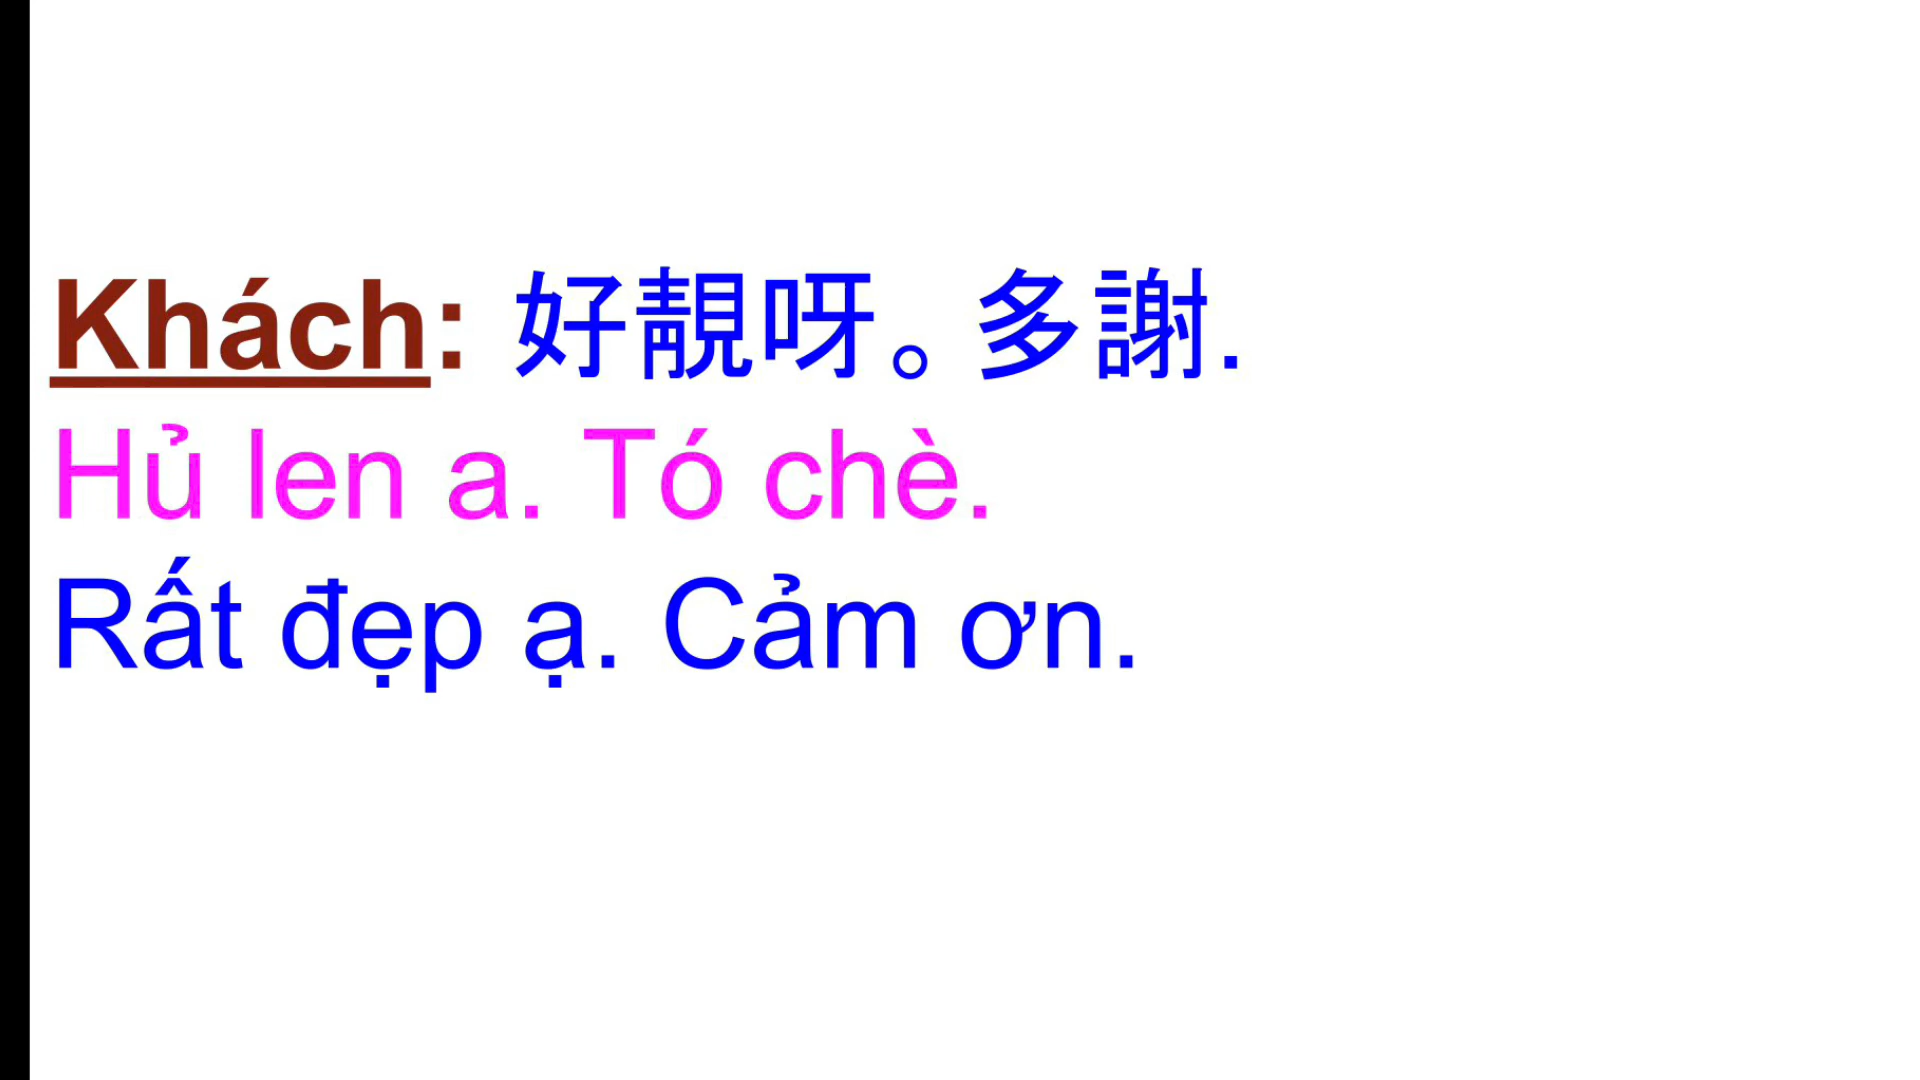 Khách: 好靚呀。多謝.
Hủ len a. Tó chè.
Rất đẹp ạ. Cảm ơn.